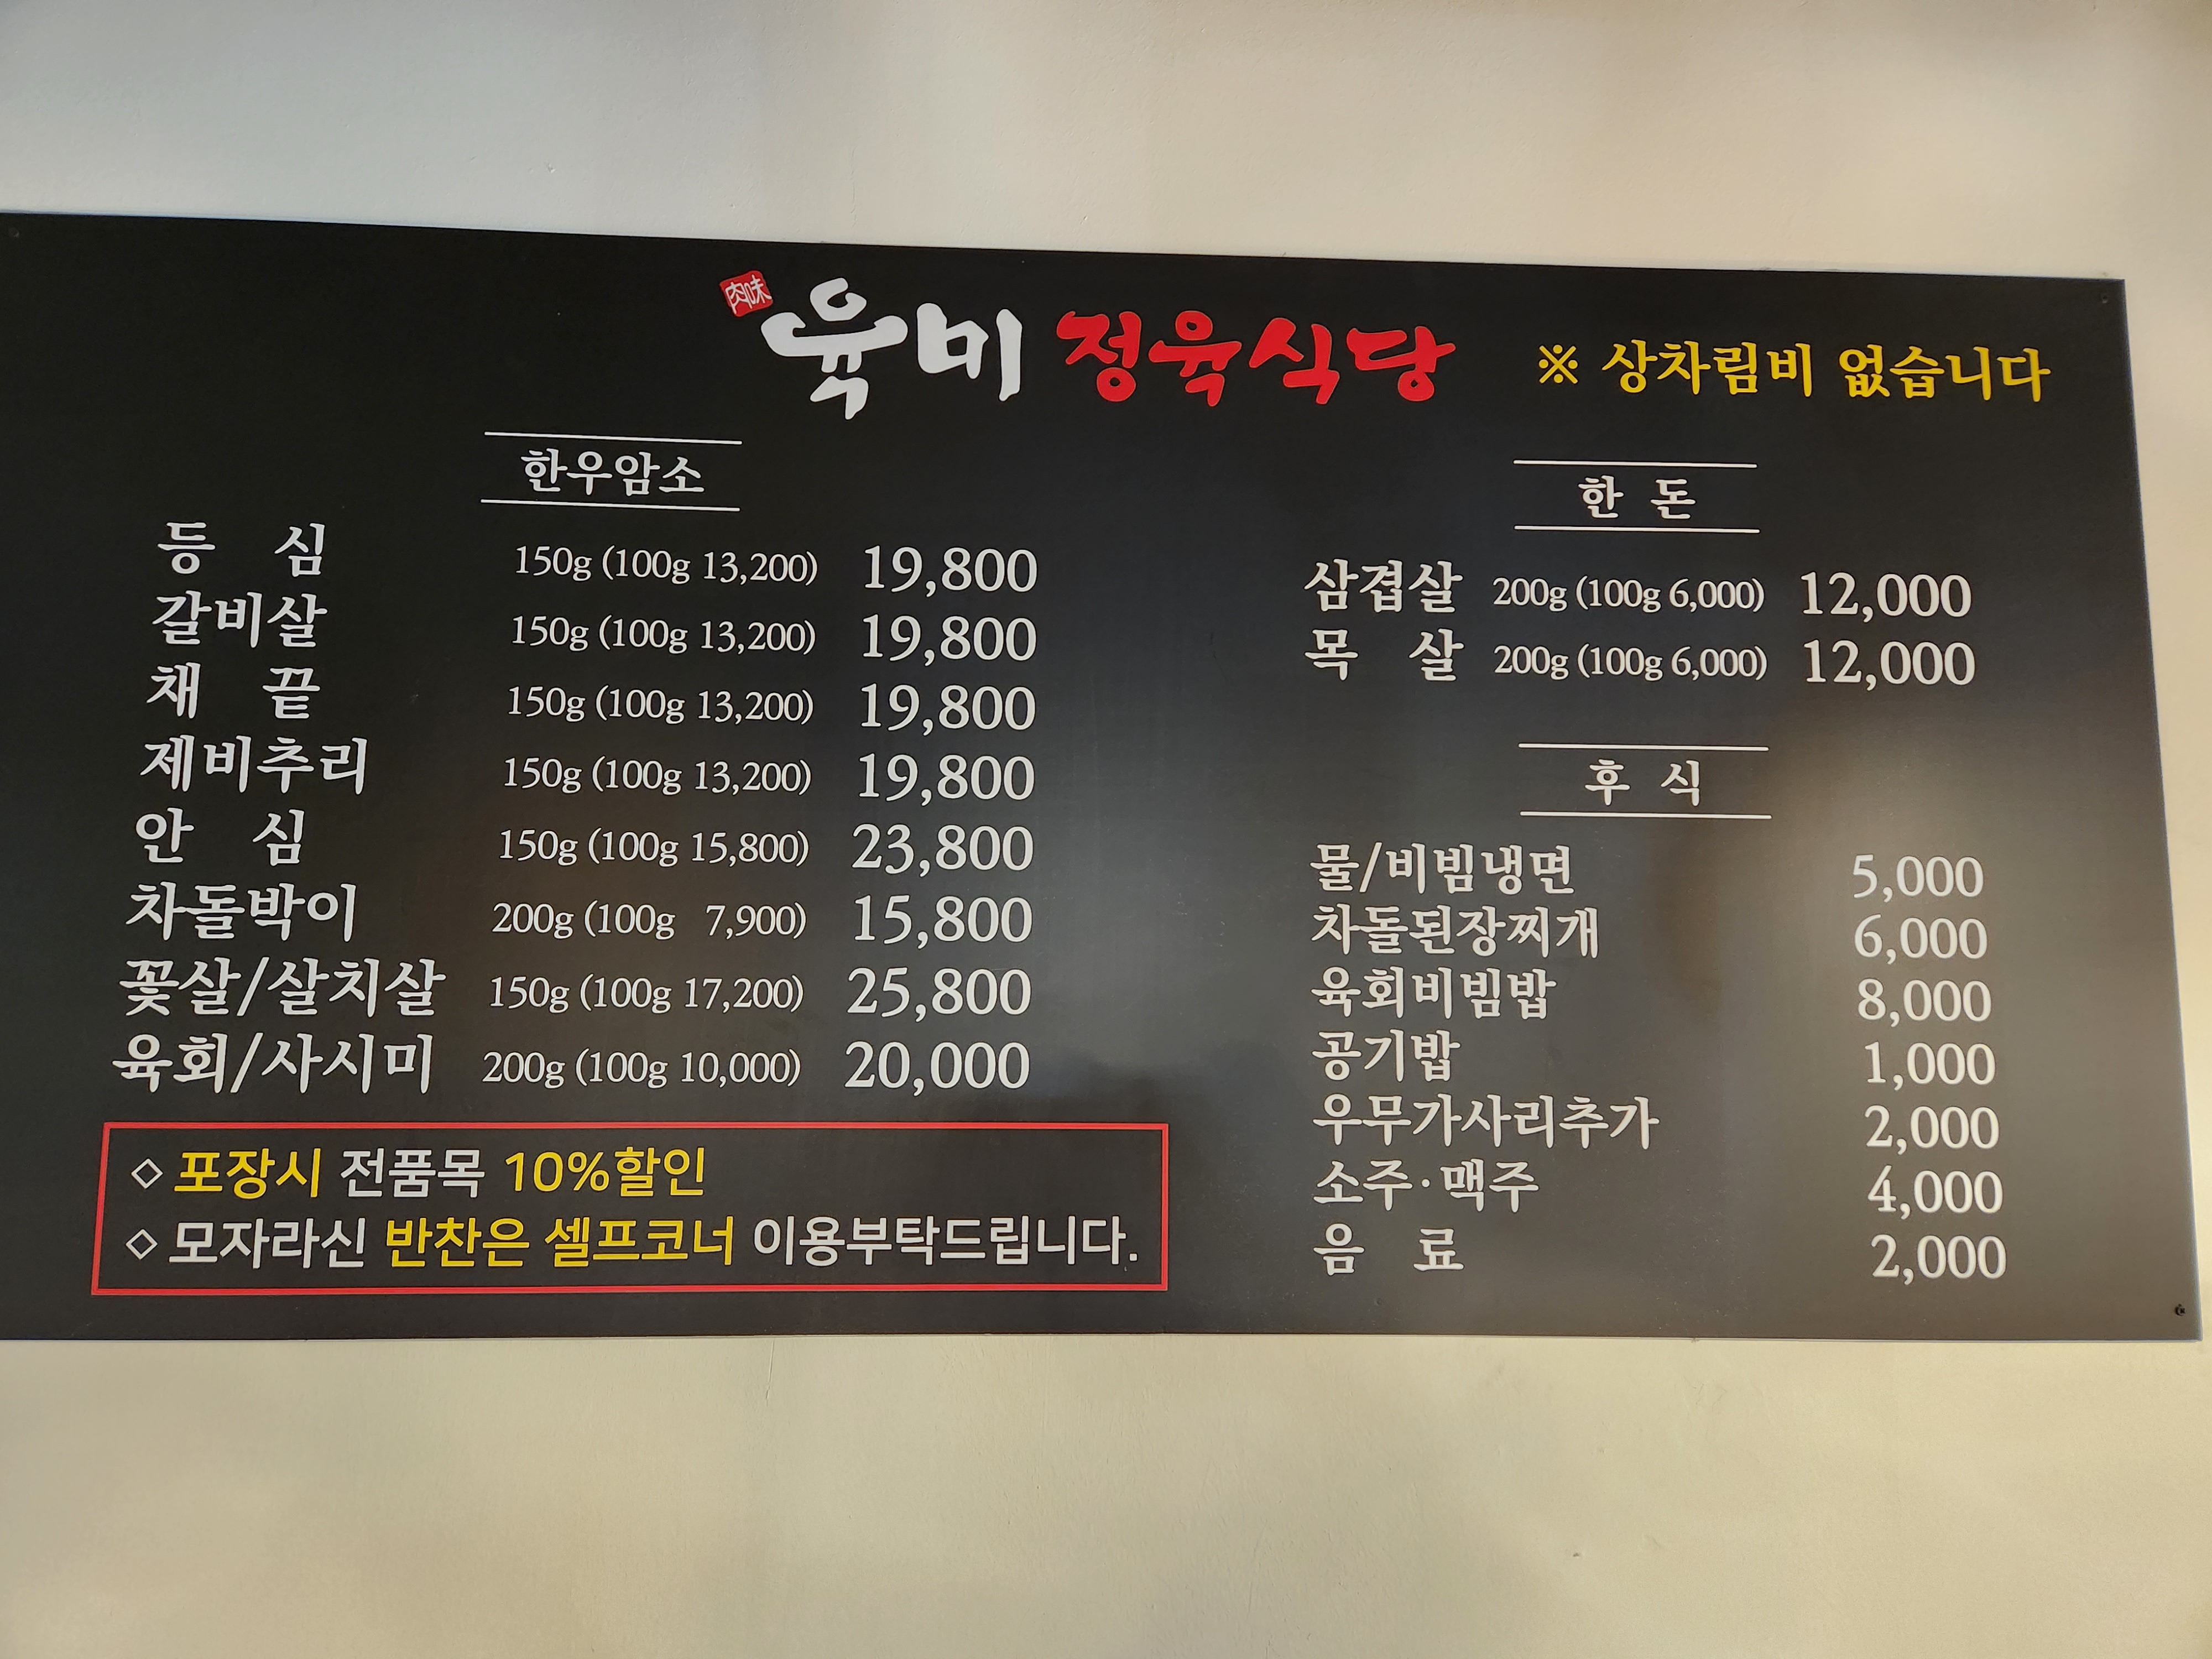 肉味
육비 정육식당
※ 상차림비 없습니다
한우암소
등 심 150g (100g 13,200) 19,800
갈비살 150g (100g 13,200) 19,800
채 끝 150g (100g 13,200) 19,800
제비추리 150g (100g 13,200) 19,800
안 심 150g (100g 15,800) 23,800
차돌박이 200g (100g 7,900) 15,800
꽃살/살치살 150g (100g 17,200) 25,800
육회/사시미 200g (100g 10,000) 20,000
◇ 포장시 전품목 10%할인
◇ 모자라신 반찬은 셀프코너 이용부탁드립니다.
한 돈
삼겹살 200g (100g 6,000) 12,000
목 살 200g (100g 6,000) 12,000
후 식
물/비빔냉면 5,000
차돌된장찌개 6,000
육회비빔밥 8,000
공기밥 1,000
우무가사리추가 2,000
소주·맥주 4,000
음 료 2,000